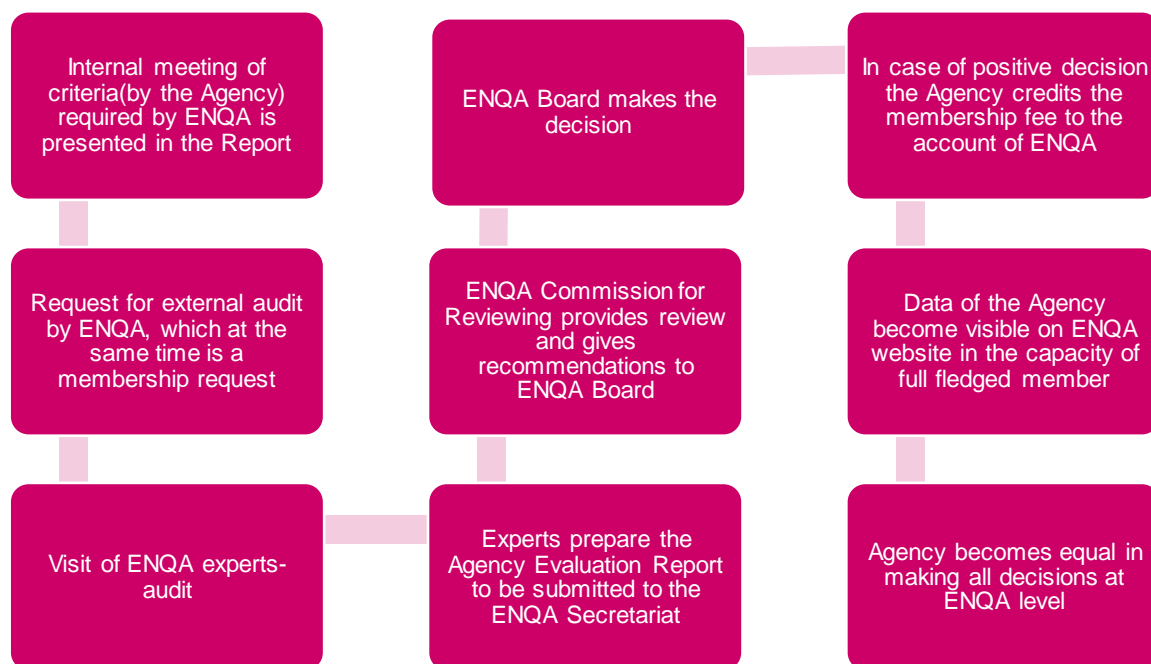 Internal meeting of
criteria(by the Agency)
required by ENQA is
presented in the Report
Request for external audit
by ENQA, which at the
same time is a
membership request
Visit of ENQA experts-
audit
Experts prepare the
Agency Evaluation Report
to be submitted to the
ENQA Secretariat
ENQA Commission for
Reviewing provides review
and gives
recommendations to
ENQA Board
ENQA Board makes the
decision
In case of positive decision
the Agency credits the
membership fee to the
account of ENQA
Data of the Agency
become visible on ENQA
website in the capacity of
full fledged member
Agency becomes equal in
making all decisions at
ENQA level